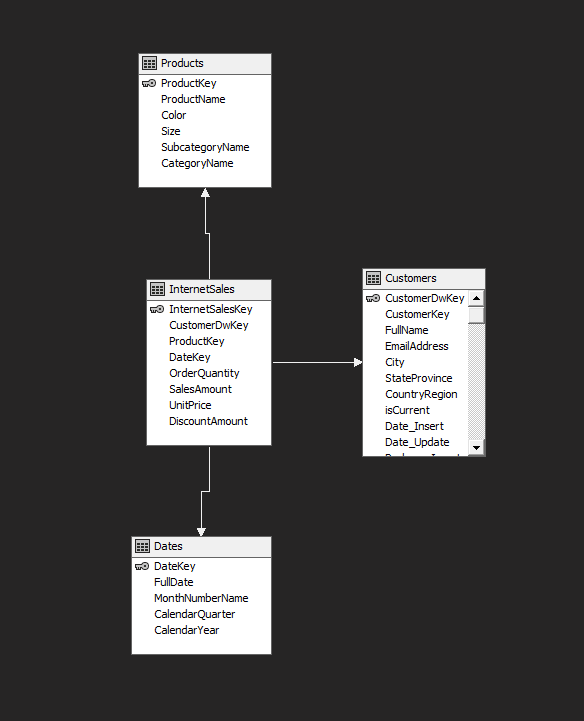 Products
ProductKey
ProductName
Color
Size
SubcategoryName
CategoryName
InternetSales
InternetSalesKey
CustomerDwKey
ProductKey
DateKey
OrderQuantity
SalesAmount
UnitPrice
DiscountAmount
Customers
CustomerDwKey
CustomerKey
FullName
EmailAddress
City
StateProvince
CountryRegion
isCurrent
Date_Insert
Date_Update
Dates
DateKey
FullDate
MonthNumberName
CalendarQuarter
CalendarYear